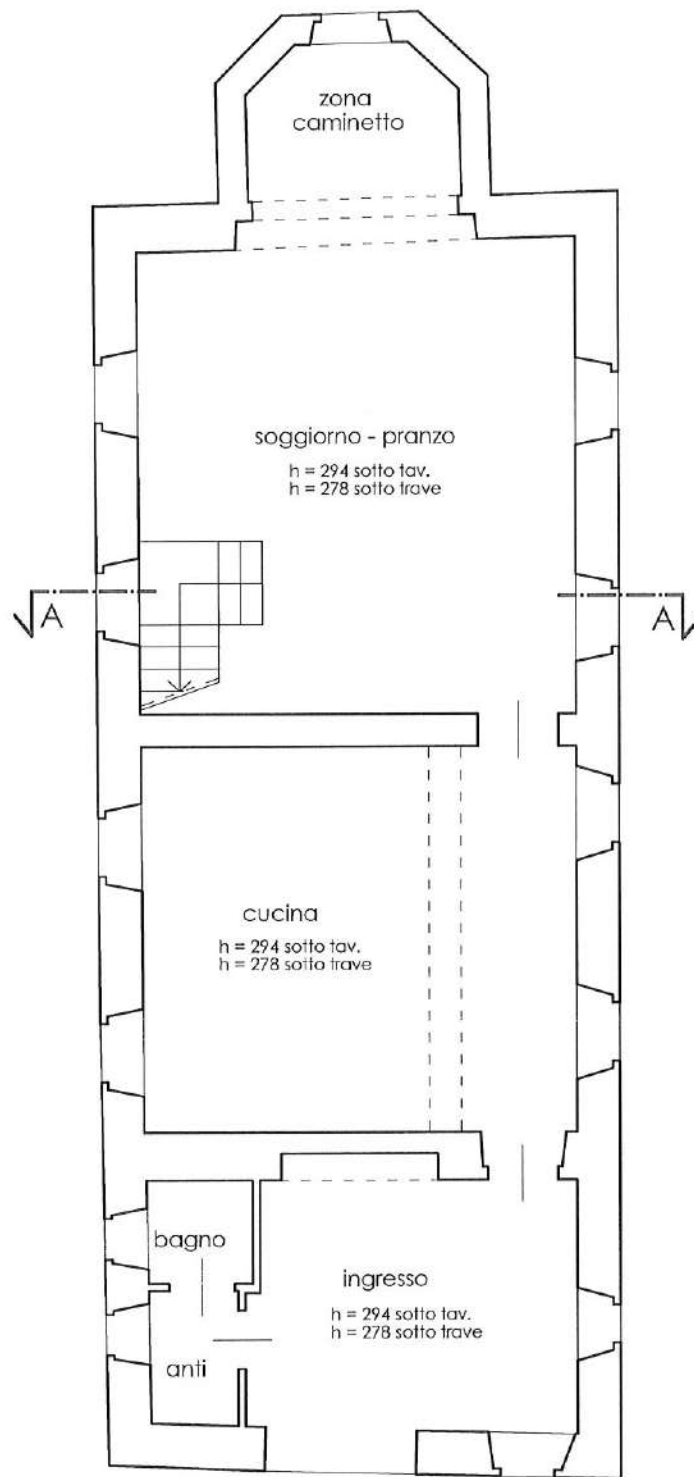 zona
caminetto
soggiorno - pranzo
h = 294 sotto tav.
h = 278 sotto trave
A
A
cucina
h = 294 sotto tav.
h = 278 sotto trave
bagno
ingresso
h = 294 sotto tav.
h = 278 sotto trave
anti